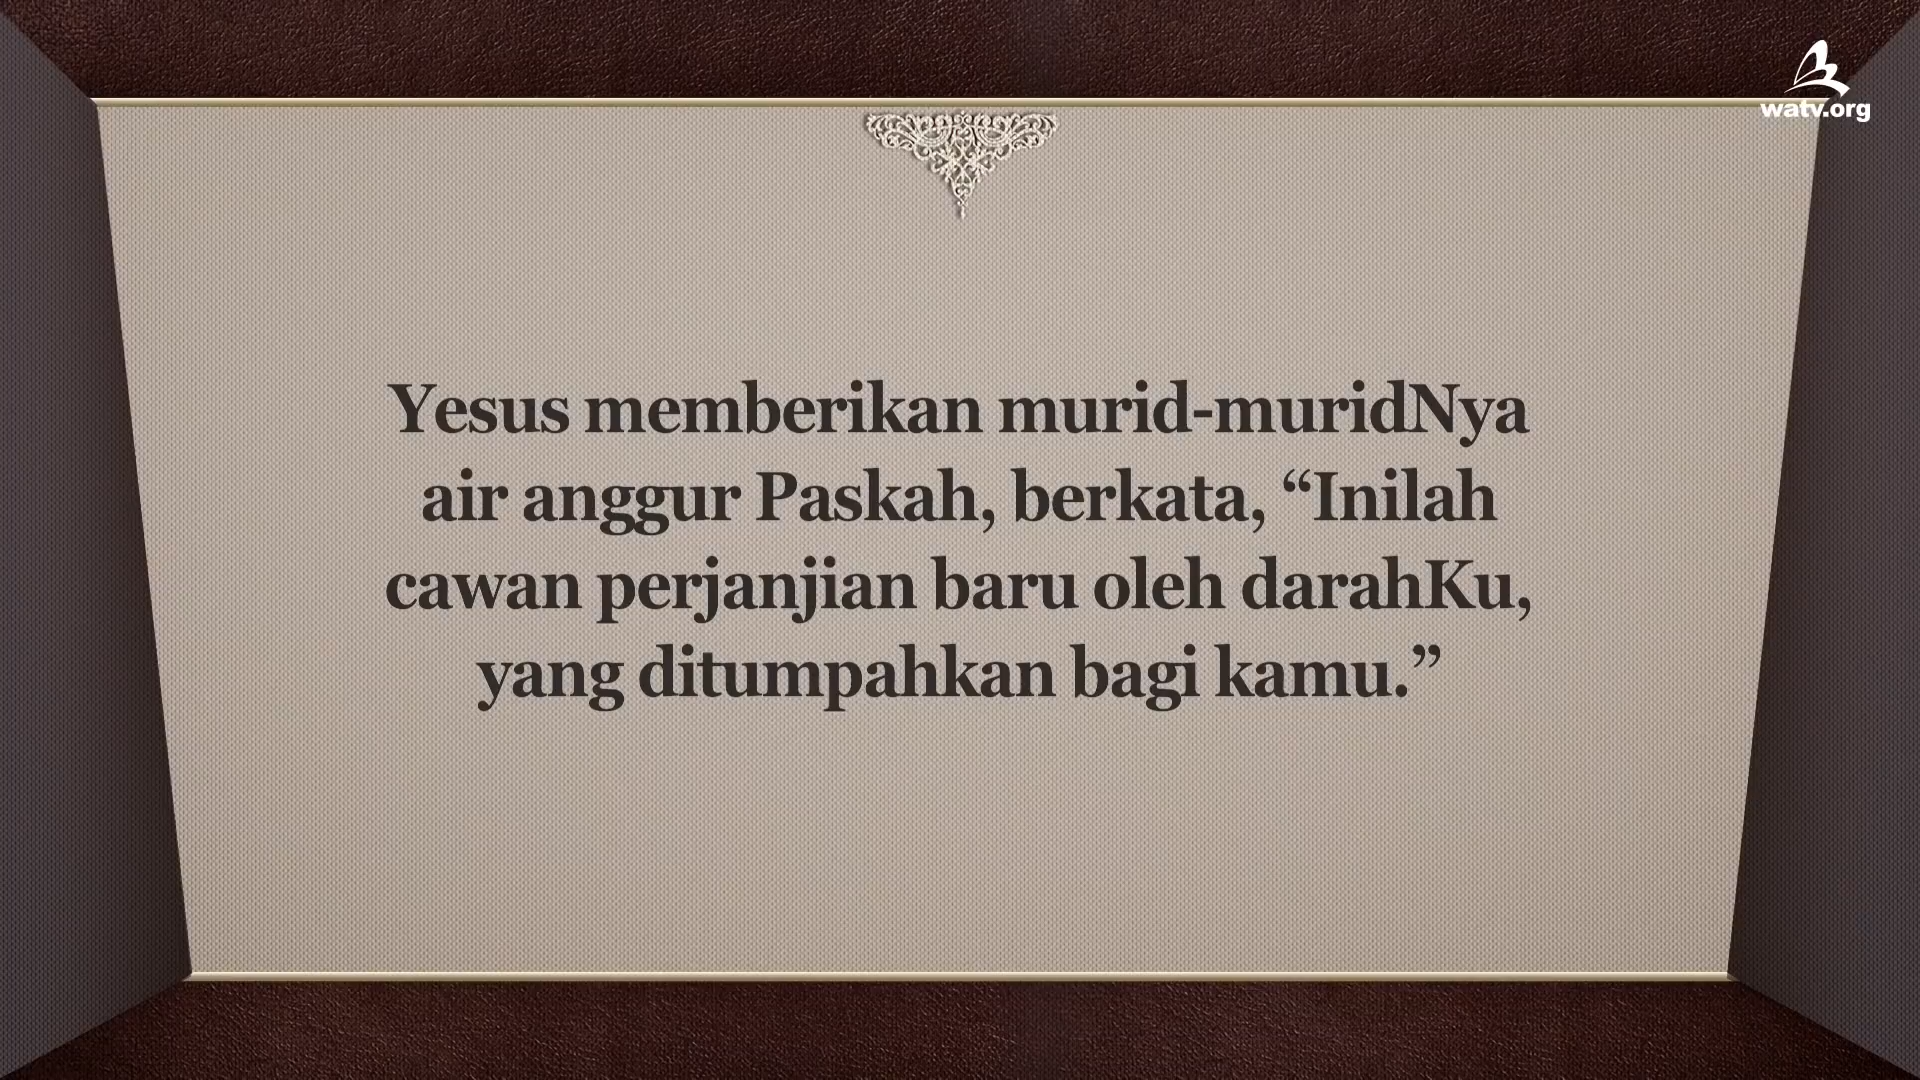 watv.org
Yesus memberikan murid-muridNya
air anggur Paskah, berkata, “Inilah
cawan perjanjian baru oleh darahKu,
yang ditumpahkan bagi kamu.”